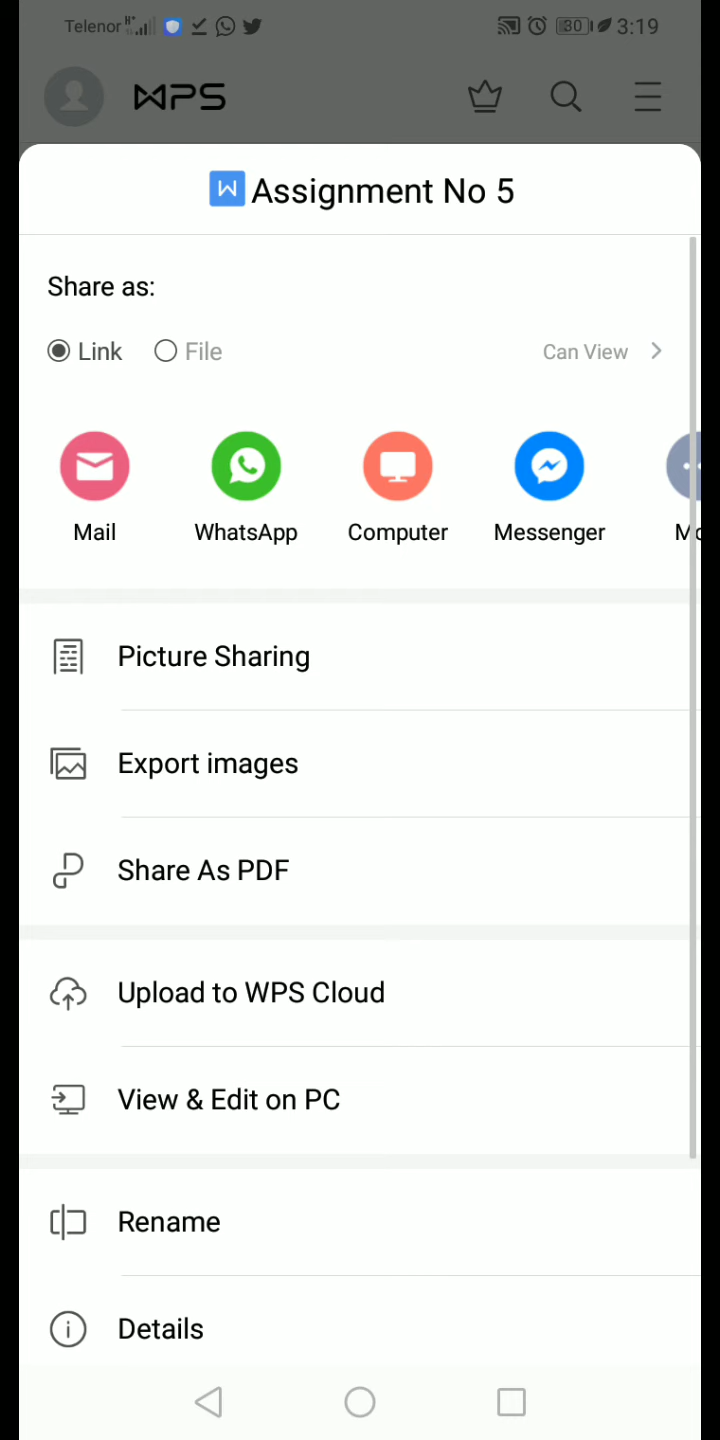 Telenor H+ 30 3:19
WPS
W Assignment No 5
Share as:
Link File Can View
Mail WhatsApp Computer Messenger
Picture Sharing
Export images
Share As PDF
Upload to WPS Cloud
View & Edit on PC
Rename
Details